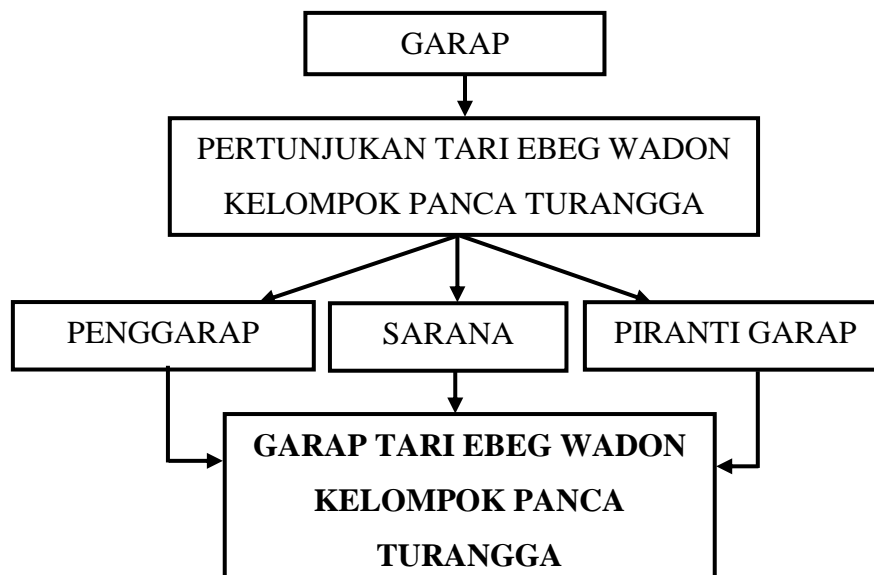 GARAP
PERTUNJUKAN TARI EBEG WADON
KELOMPOK PANCA TURANGGA
PENGGARAP
SARANA
PIRANTI GARAP
GARAP TARI EBEG WADON
KELOMPOK PANCA
TURANGGA